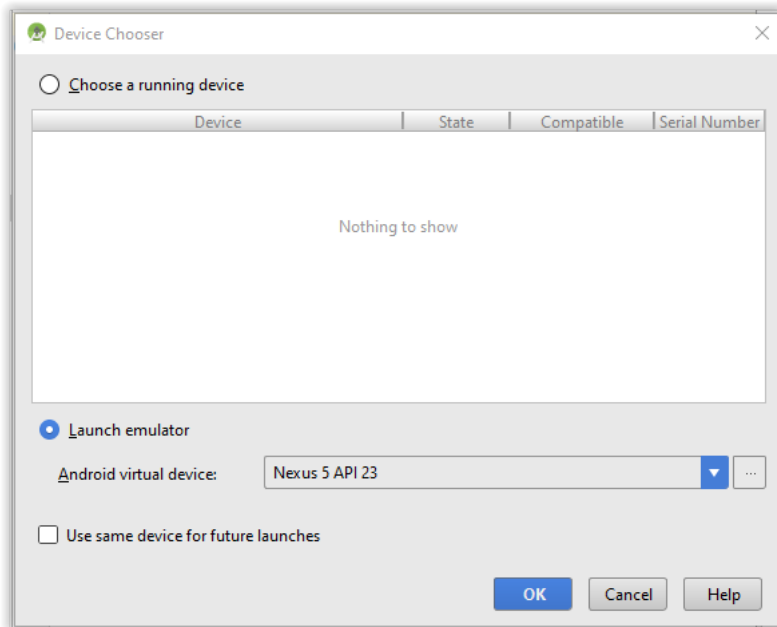 Device Chooser
Choose a running device
Device State Compatible Serial Number
Nothing to show
Launch emulator
Android virtual device: Nexus 5 API 23 ...
Use same device for future launches
OK Cancel Help